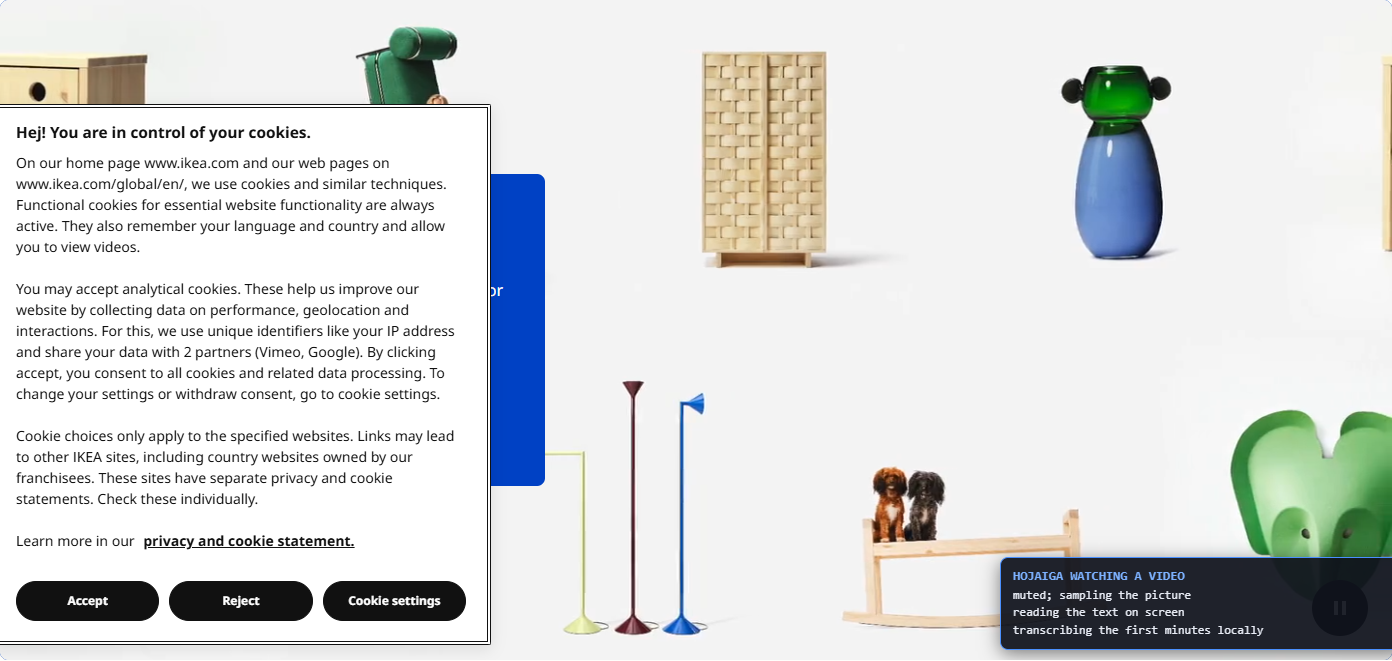 Hej! You are in control of your cookies.
On our home page www.ikea.com and our web pages on
www.ikea.com/global/en/, we use cookies and similar techniques.
Functional cookies for essential website functionality are always
active. They also remember your language and country and allow
you to view videos.
You may accept analytical cookies. These help us improve our
website by collecting data on performance, geolocation and
interactions. For this, we use unique identifiers like your IP address
and share your data with 2 partners (Vimeo, Google). By clicking
accept, you consent to all cookies and related data processing. To
change your settings or withdraw consent, go to cookie settings.
Cookie choices only apply to the specified websites. Links may lead
to other IKEA sites, including country websites owned by our
franchisees. These sites have separate privacy and cookie
statements. Check these individually.
Learn more in our privacy and cookie statement.
Accept Reject Cookie settings
or
HOJAIGA WATCHING A VIDEO
muted; sampling the picture
reading the text on screen
transcribing the first minutes locally